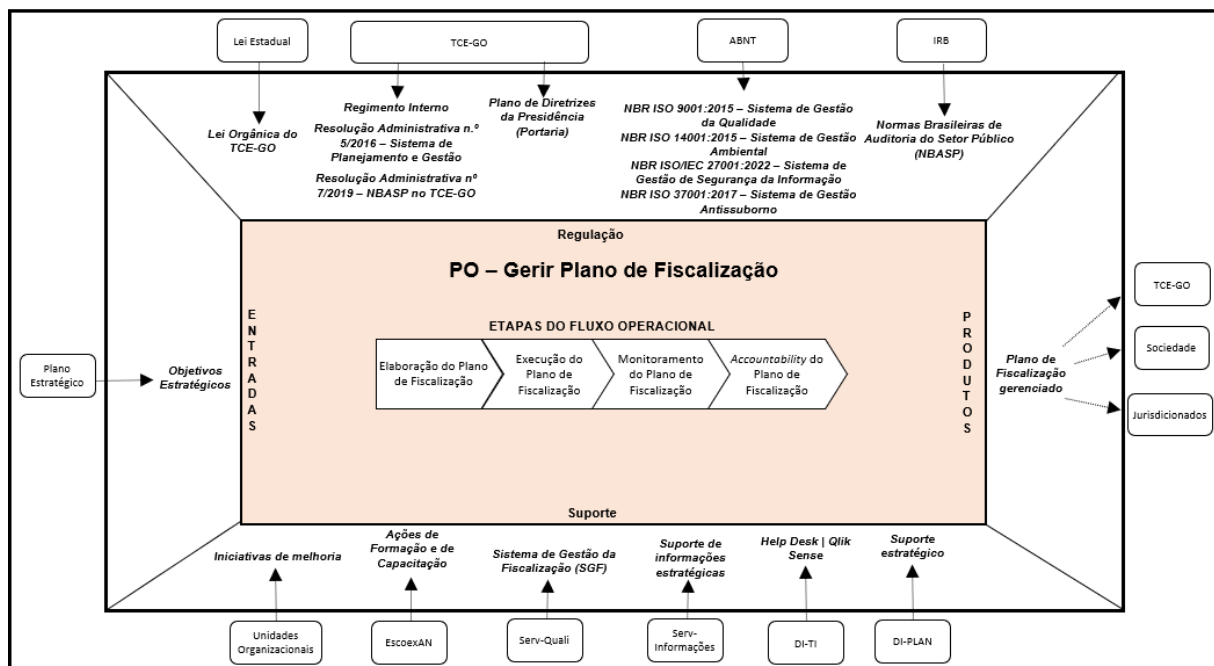 Lei Estadual
TCE-GO
ABNT
IRB
Lei Orgânica do
TCE-GO
Regimento Interno
Resolução Administrativa n.º
5/2016 – Sistema de
Planejamento e Gestão
Resolução Administrativa nº
7/2019 – NBASP no TCE-GO
Plano de Diretrizes
da Presidência
(Portaria)
NBR ISO 9001:2015 – Sistema de Gestão
da Qualidade
NBR ISO 14001:2015 – Sistema de Gestão
Ambiental
NBR ISO/IEC 27001:2022 – Sistema de
Gestão de Segurança da Informação
NBR ISO 37001:2017 – Sistema de Gestão
Antissuborno
Normas Brasileiras de
Auditoria do Setor Público
(NBASP)
Regulação
PO – Gerir Plano de Fiscalização
ENTRADAS
ETAPAS DO FLUXO OPERACIONAL
Elaboração do Plano
de Fiscalização
Execução do
Plano de
Fiscalização
Monitoramento
do Plano de
Fiscalização
Accountability do
Plano de
Fiscalização
PRODUTOS
Plano
Estratégico
Objetivos
Estratégicos
Plano de
Fiscalização
gerenciado
TCE-GO
Sociedade
Jurisdicionados
Suporte
Iniciativas de melhoria
Ações de
Formação e de
Capacitação
Sistema de Gestão da
Fiscalização (SGF)
Suporte de
informações
estratégicas
Help Desk | Qlik
Sense
Suporte
estratégico
Unidades
Organizacionais
EscoexAN
Serv-Quali
Serv-
Informações
DI-TI
DI-PLAN